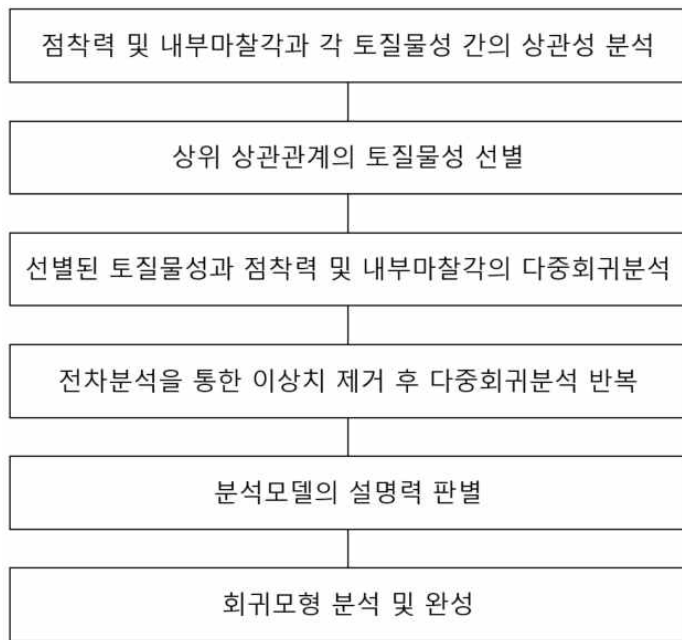 점착력 및 내부마찰각과 각 토질물성 간의 상관성 분석
상위 상관관계의 토질물성 선별
선별된 토질물성과 점착력 및 내부마찰각의 다중회귀분석
전차분석을 통한 이상치 제거 후 다중회귀분석 반복
분석모델의 설명력 판별
회귀모형 분석 및 완성